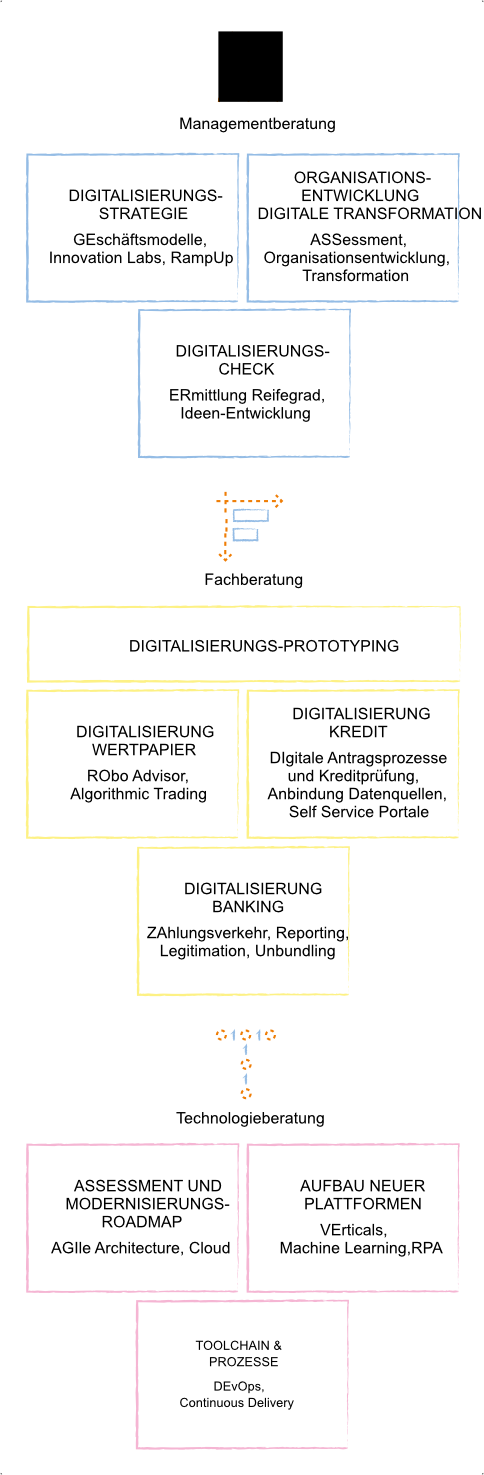 Managementberatung
DIGITALISIERUNGS-
STRATEGIE
GEschäftsmodelle,
Innovation Labs, RampUp
ORGANISATIONS-
ENTWICKLUNG
DIGITALE TRANSFORMATION
ASSessment,
Organisationsentwicklung,
Transformation
DIGITALISIERUNGS-
CHECK
ERmittlung Reifegrad,
Ideen-Entwicklung
Fachberatung
DIGITALISIERUNGS-PROTOTYPING
DIGITALISIERUNG
WERTPAPIER
RObo Advisor,
Algorithmic Trading
DIGITALISIERUNG
KREDIT
DIgitale Antragsprozesse
und Kreditprüfung,
Anbindung Datenquellen,
Self Service Portale
DIGITALISIERUNG
BANKING
ZAhlungsverkehr, Reporting,
Legitimation, Unbundling
Technologieberatung
ASSESSMENT UND
MODERNISIERUNGS-
ROADMAP
AGIle Architecture, Cloud
AUFBAU NEUER
PLATTFORMEN
VErticals,
Machine Learning,RPA
TOOLCHAIN &
PROZESSE
DEvOps,
Continuous Delivery